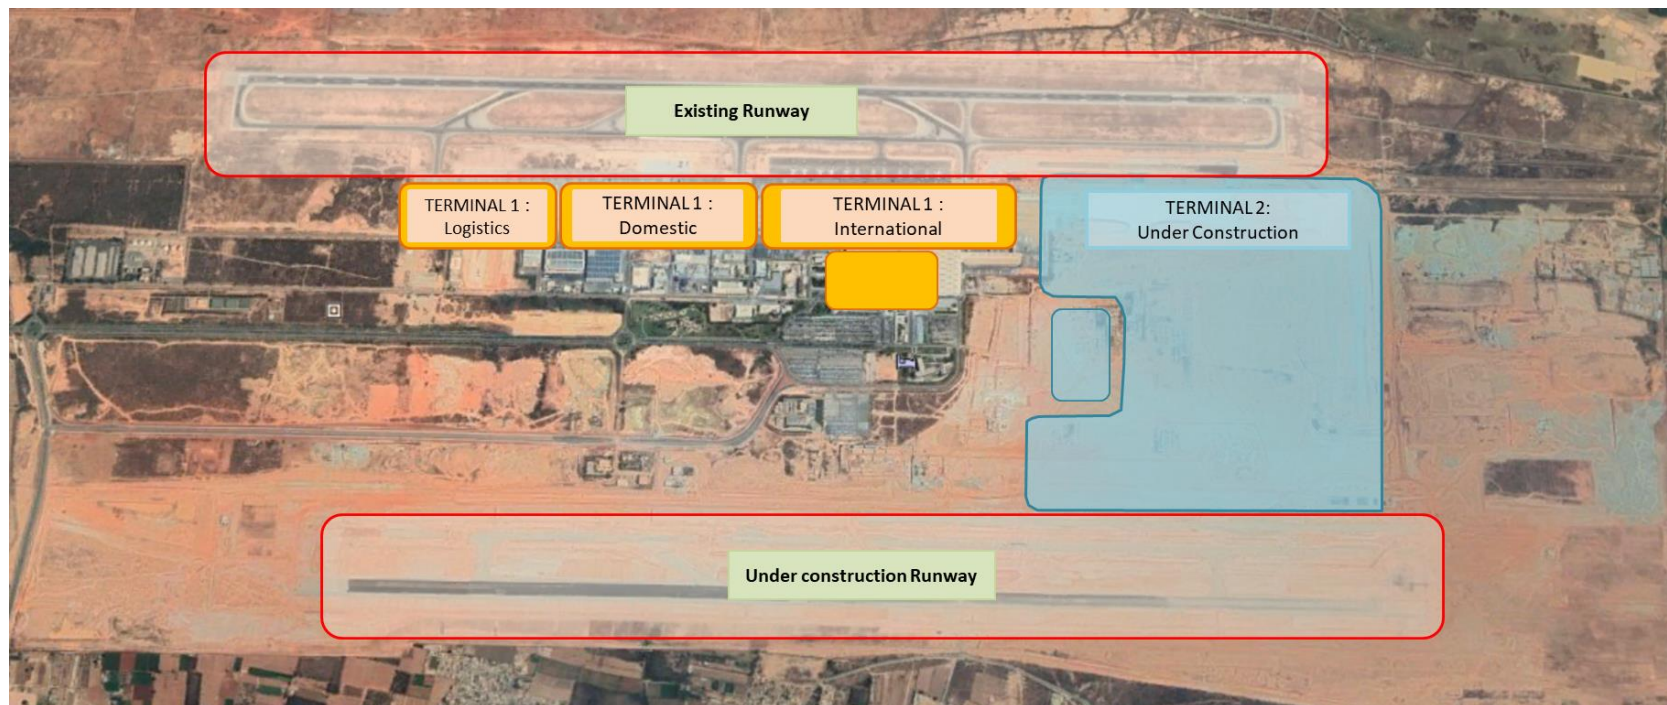 Existing Runway
TERMINAL 1 :
Logistics
TERMINAL 1 :
Domestic
TERMINAL 1 :
International
TERMINAL 2:
Under Construction
Under construction Runway